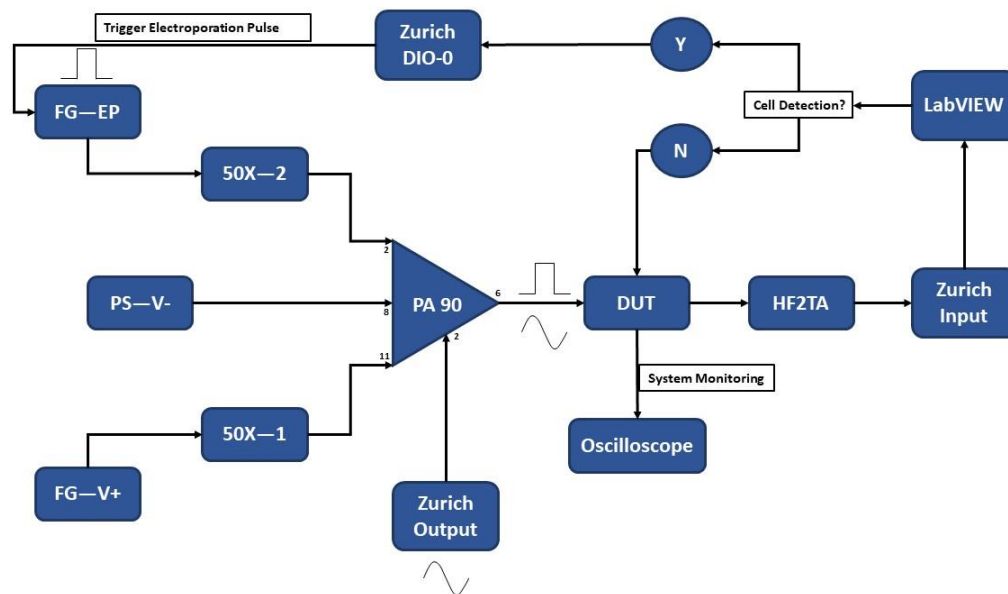 Trigger Electroporation Pulse
Zurich
DIO-0
Y
FG—EP
Cell Detection?
LabVIEW
N
50X—2
2
6
PS—V-
PA 90
8
DUT
HF2TA
Zurich
Input
2
11
System Monitoring
50X—1
Oscilloscope
FG—V+
Zurich
Output